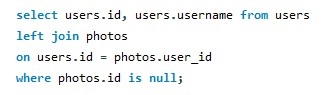 select users.id, users.username from users
left join photos
on users.id = photos.user_id
where photos.id is null;